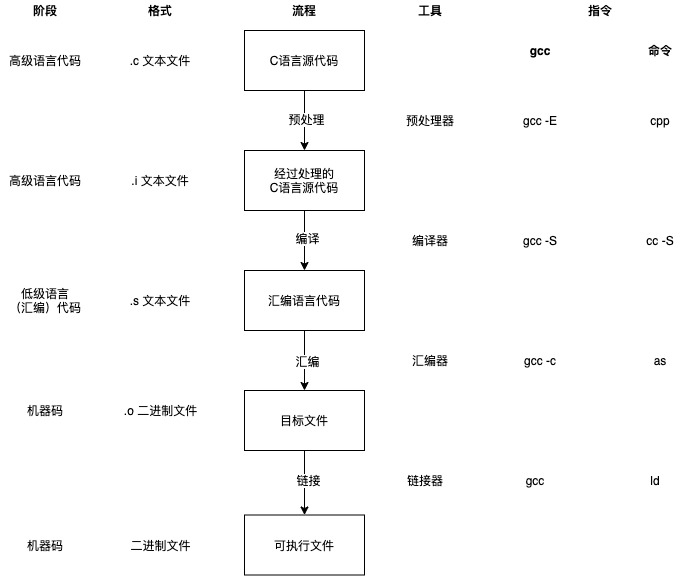 阶段 格式 流程 工具 指令
高级语言代码 .c 文本文件 C语言源代码 gcc 命令
预处理 预处理器 gcc -E cpp
高级语言代码 .i 文本文件 经过处理的
C语言源代码
编译 编译器 gcc -S cc -S
低级语言
（汇编）代码 .s 文本文件 汇编语言代码
汇编 汇编器 gcc -c as
机器码 .o 二进制文件 目标文件
链接 链接器 gcc ld
机器码 二进制文件 可执行文件